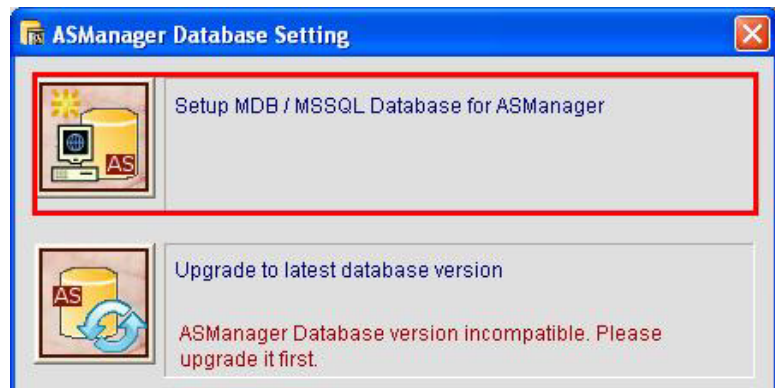 ASManager Database Setting
Setup MDB / MSSQL Database for ASManager
AS
Upgrade to latest database version
AS
ASManager Database version incompatible. Please
upgrade it first.